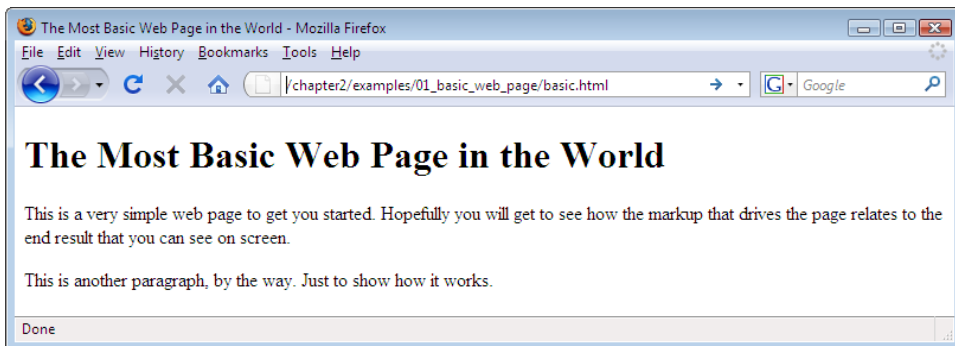 The Most Basic Web Page in the World - Mozilla Firefox
File Edit View History Bookmarks Tools Help
/chapter2/examples/01_basic_web_page/basic.html G Google
The Most Basic Web Page in the World
This is a very simple web page to get you started. Hopefully you will get to see how the markup that drives the page relates to the
end result that you can see on screen.
This is another paragraph, by the way. Just to show how it works.
Done